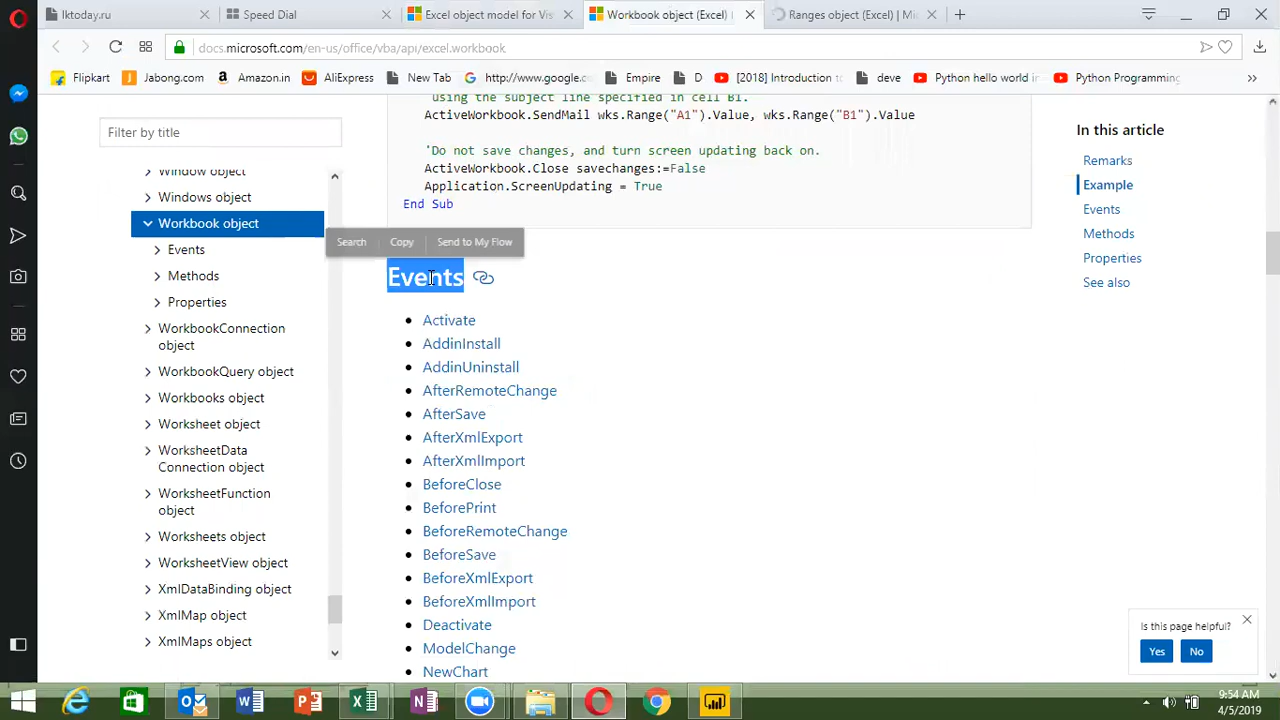 lktoday.ru
Speed Dial
Excel object model for Vis
Workbook object (Excel) |
Ranges object (Excel) | Mi
docs.microsoft.com/en-us/office/vba/api/excel.workbook
Flipkart
Jabong.com
Amazon.in
AliExpress
New Tab
http://www.google.c
Empire
D
[2018] Introduction to
deve
Python hello world in
Python Programming
Filter by title
Window object
Windows object
Workbook object
Events
Methods
Properties
WorkbookConnection
object
WorkbookQuery object
Workbooks object
Worksheet object
WorksheetData
Connection object
WorksheetFunction
object
Worksheets object
WorksheetView object
XmlDataBinding object
XmlMap object
XmlMaps object
using the subject line specified in cell B1.
ActiveWorkbook.SendMail wks.Range("A1").Value, wks.Range("B1").Value
'Do not save changes, and turn screen updating back on.
ActiveWorkbook.Close savechanges:=False
Application.ScreenUpdating = True
End Sub
Search
Copy
Send to My Flow
Events
Activate
AddinInstall
AddinUninstall
AfterRemoteChange
AfterSave
AfterXmlExport
AfterXmlImport
BeforeClose
BeforePrint
BeforeRemoteChange
BeforeSave
BeforeXmlExport
BeforeXmlImport
Deactivate
ModelChange
NewChart
In this article
Remarks
Example
Events
Methods
Properties
See also
Is this page helpful?
Yes
No
9:54 AM
4/5/2019